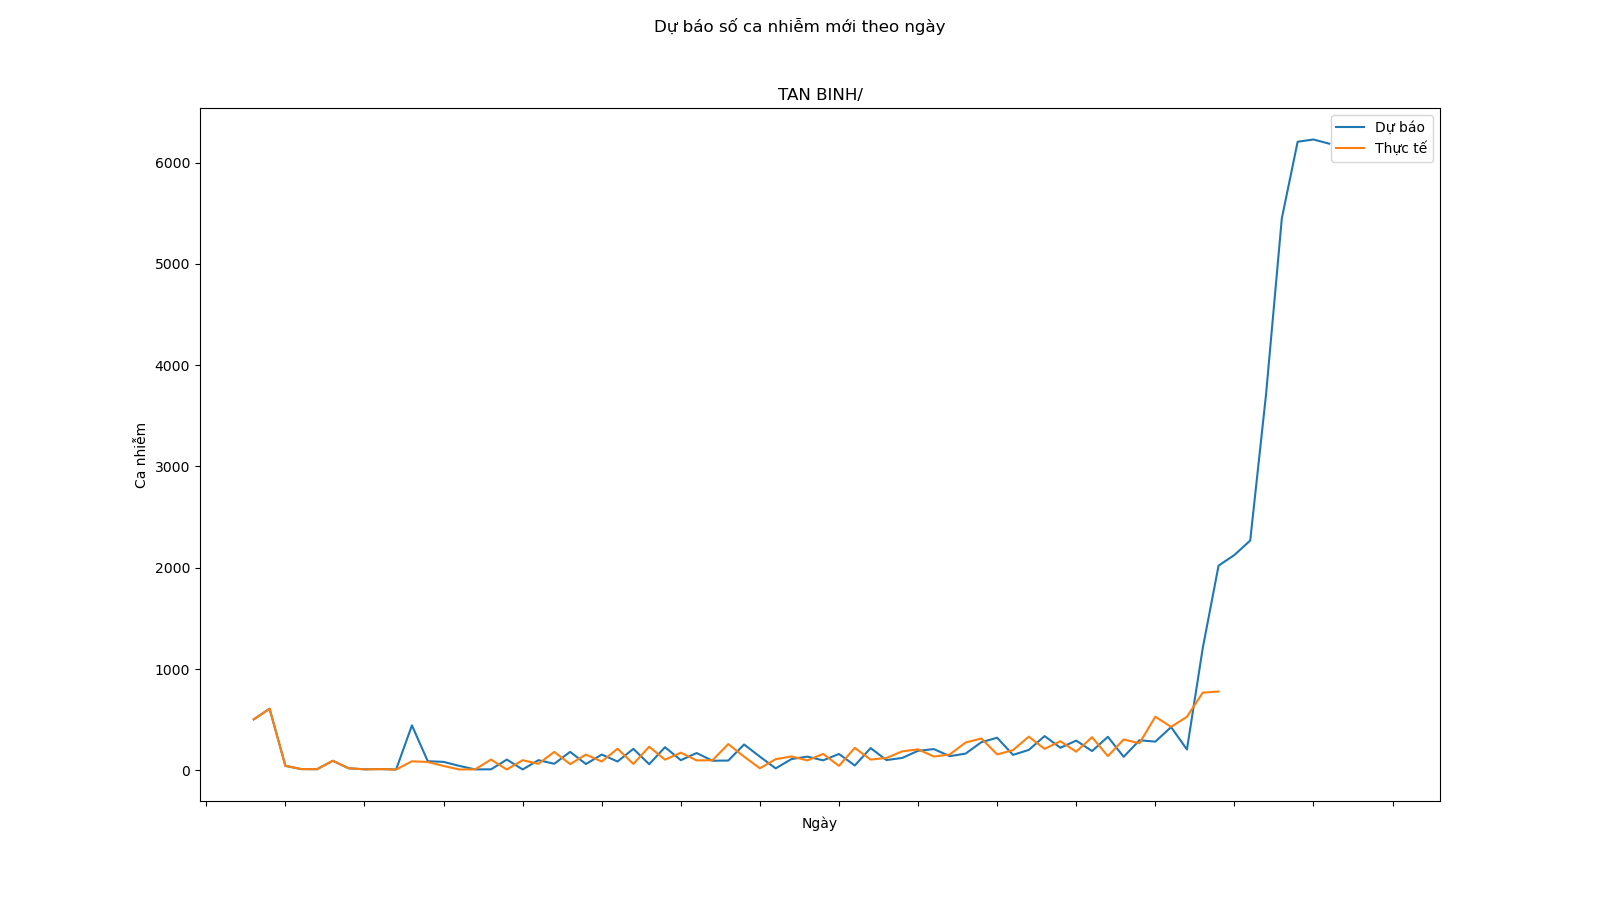 Dự báo số ca nhiễm mới theo ngày
TAN BINH/
Dự báo
Thực tế
6000
5000
4000
3000
2000
1000
0
Ca nhiễm
Ngày